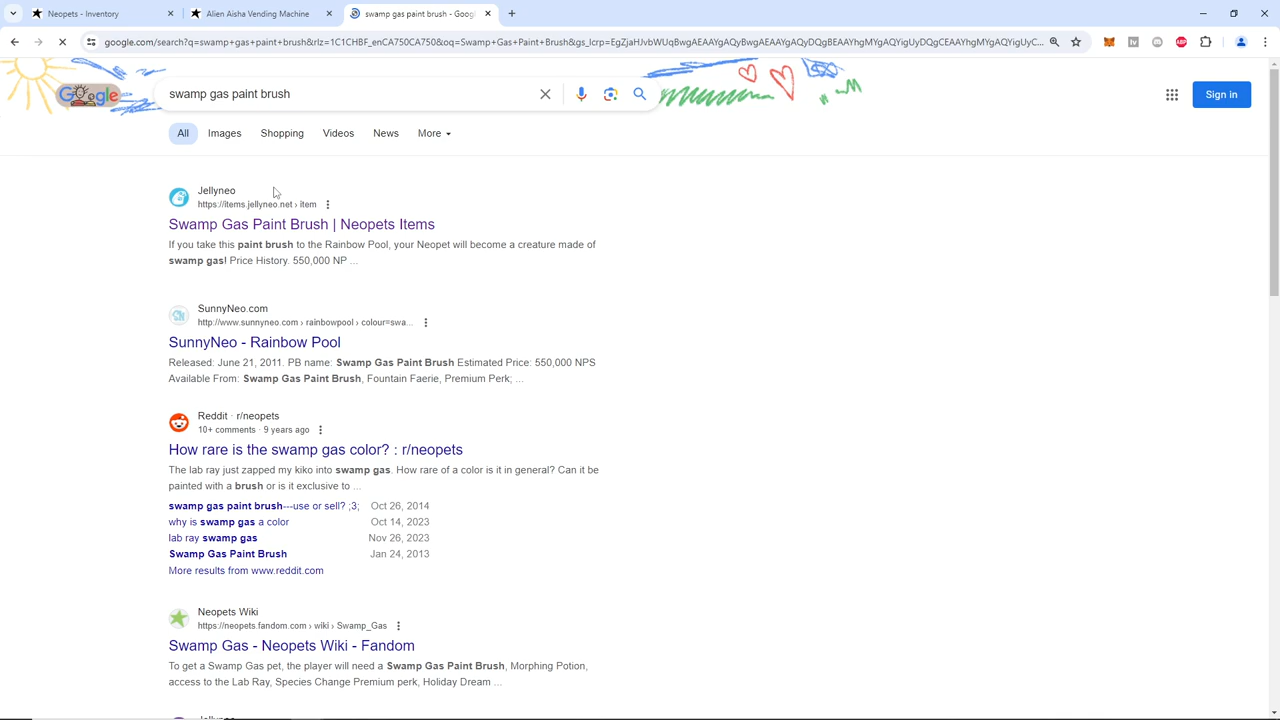 Neopets - Inventory
Alien Aisha Vending Machine
swamp gas paint brush - Goog
google.com/search?q=swamp+gas+paint+brush&rlz=1C1CHBF_enCA750CA750&oq=Swamp+Gas+Paint+Brush&gs_lcrp=EgZjaHJvbWUqBwgAEAAYgAQyBwgAEAAYgAQyDQgBEAAYhgMYgAQYigUyDQgCEAAYhgMYgAQYigUyC...
Google
swamp gas paint brush
Sign in
All Images Shopping Videos News More
Jellyneo
https://items.jellyneo.net › item
Swamp Gas Paint Brush | Neopets Items
If you take this paint brush to the Rainbow Pool, your Neopet will become a creature made of
swamp gas! Price History. 550,000 NP ...
SunnyNeo.com
http://www.sunnyneo.com › rainbowpool › colour=swa...
SunnyNeo - Rainbow Pool
Released: June 21, 2011. PB name: Swamp Gas Paint Brush Estimated Price: 550,000 NPS
Available From: Swamp Gas Paint Brush, Fountain Faerie, Premium Perk; ...
Reddit · r/neopets
10+ comments · 9 years ago
How rare is the swamp gas color? : r/neopets
The lab ray just zapped my kiko into swamp gas. How rare of a color is it in general? Can it be
painted with a brush or is it exclusive to ...
swamp gas paint brush---use or sell? ;3; Oct 26, 2014
why is swamp gas a color Oct 14, 2023
lab ray swamp gas Nov 26, 2023
Swamp Gas Paint Brush Jan 24, 2013
More results from www.reddit.com
Neopets Wiki
https://neopets.fandom.com › wiki › Swamp_Gas
Swamp Gas - Neopets Wiki - Fandom
To get a Swamp Gas pet, the player will need a Swamp Gas Paint Brush, Morphing Potion,
access to the Lab Ray, Species Change Premium perk, Holiday Dream ...